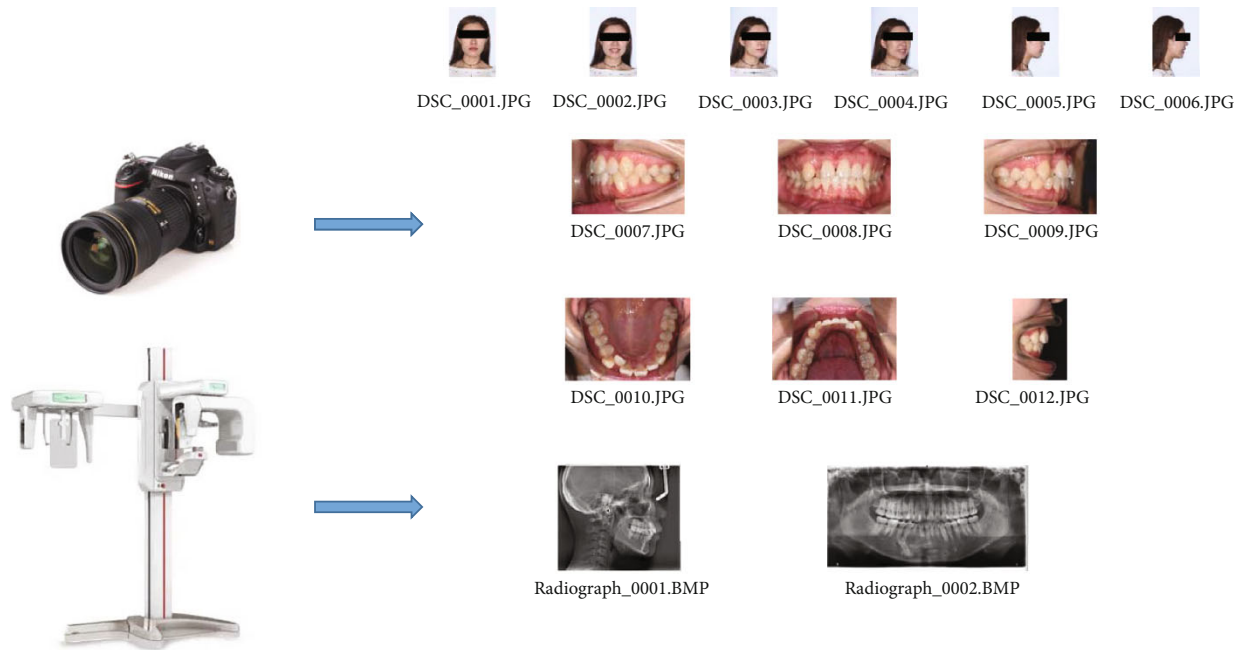 DSC_0001.JPG DSC_0002.JPG DSC_0003.JPG DSC_0004.JPG DSC_0005.JPG DSC_0006.JPG
Nikon
DSC_0007.JPG DSC_0008.JPG DSC_0009.JPG
DSC_0010.JPG DSC_0011.JPG DSC_0012.JPG
Radiograph_0001.BMP Radiograph_0002.BMP